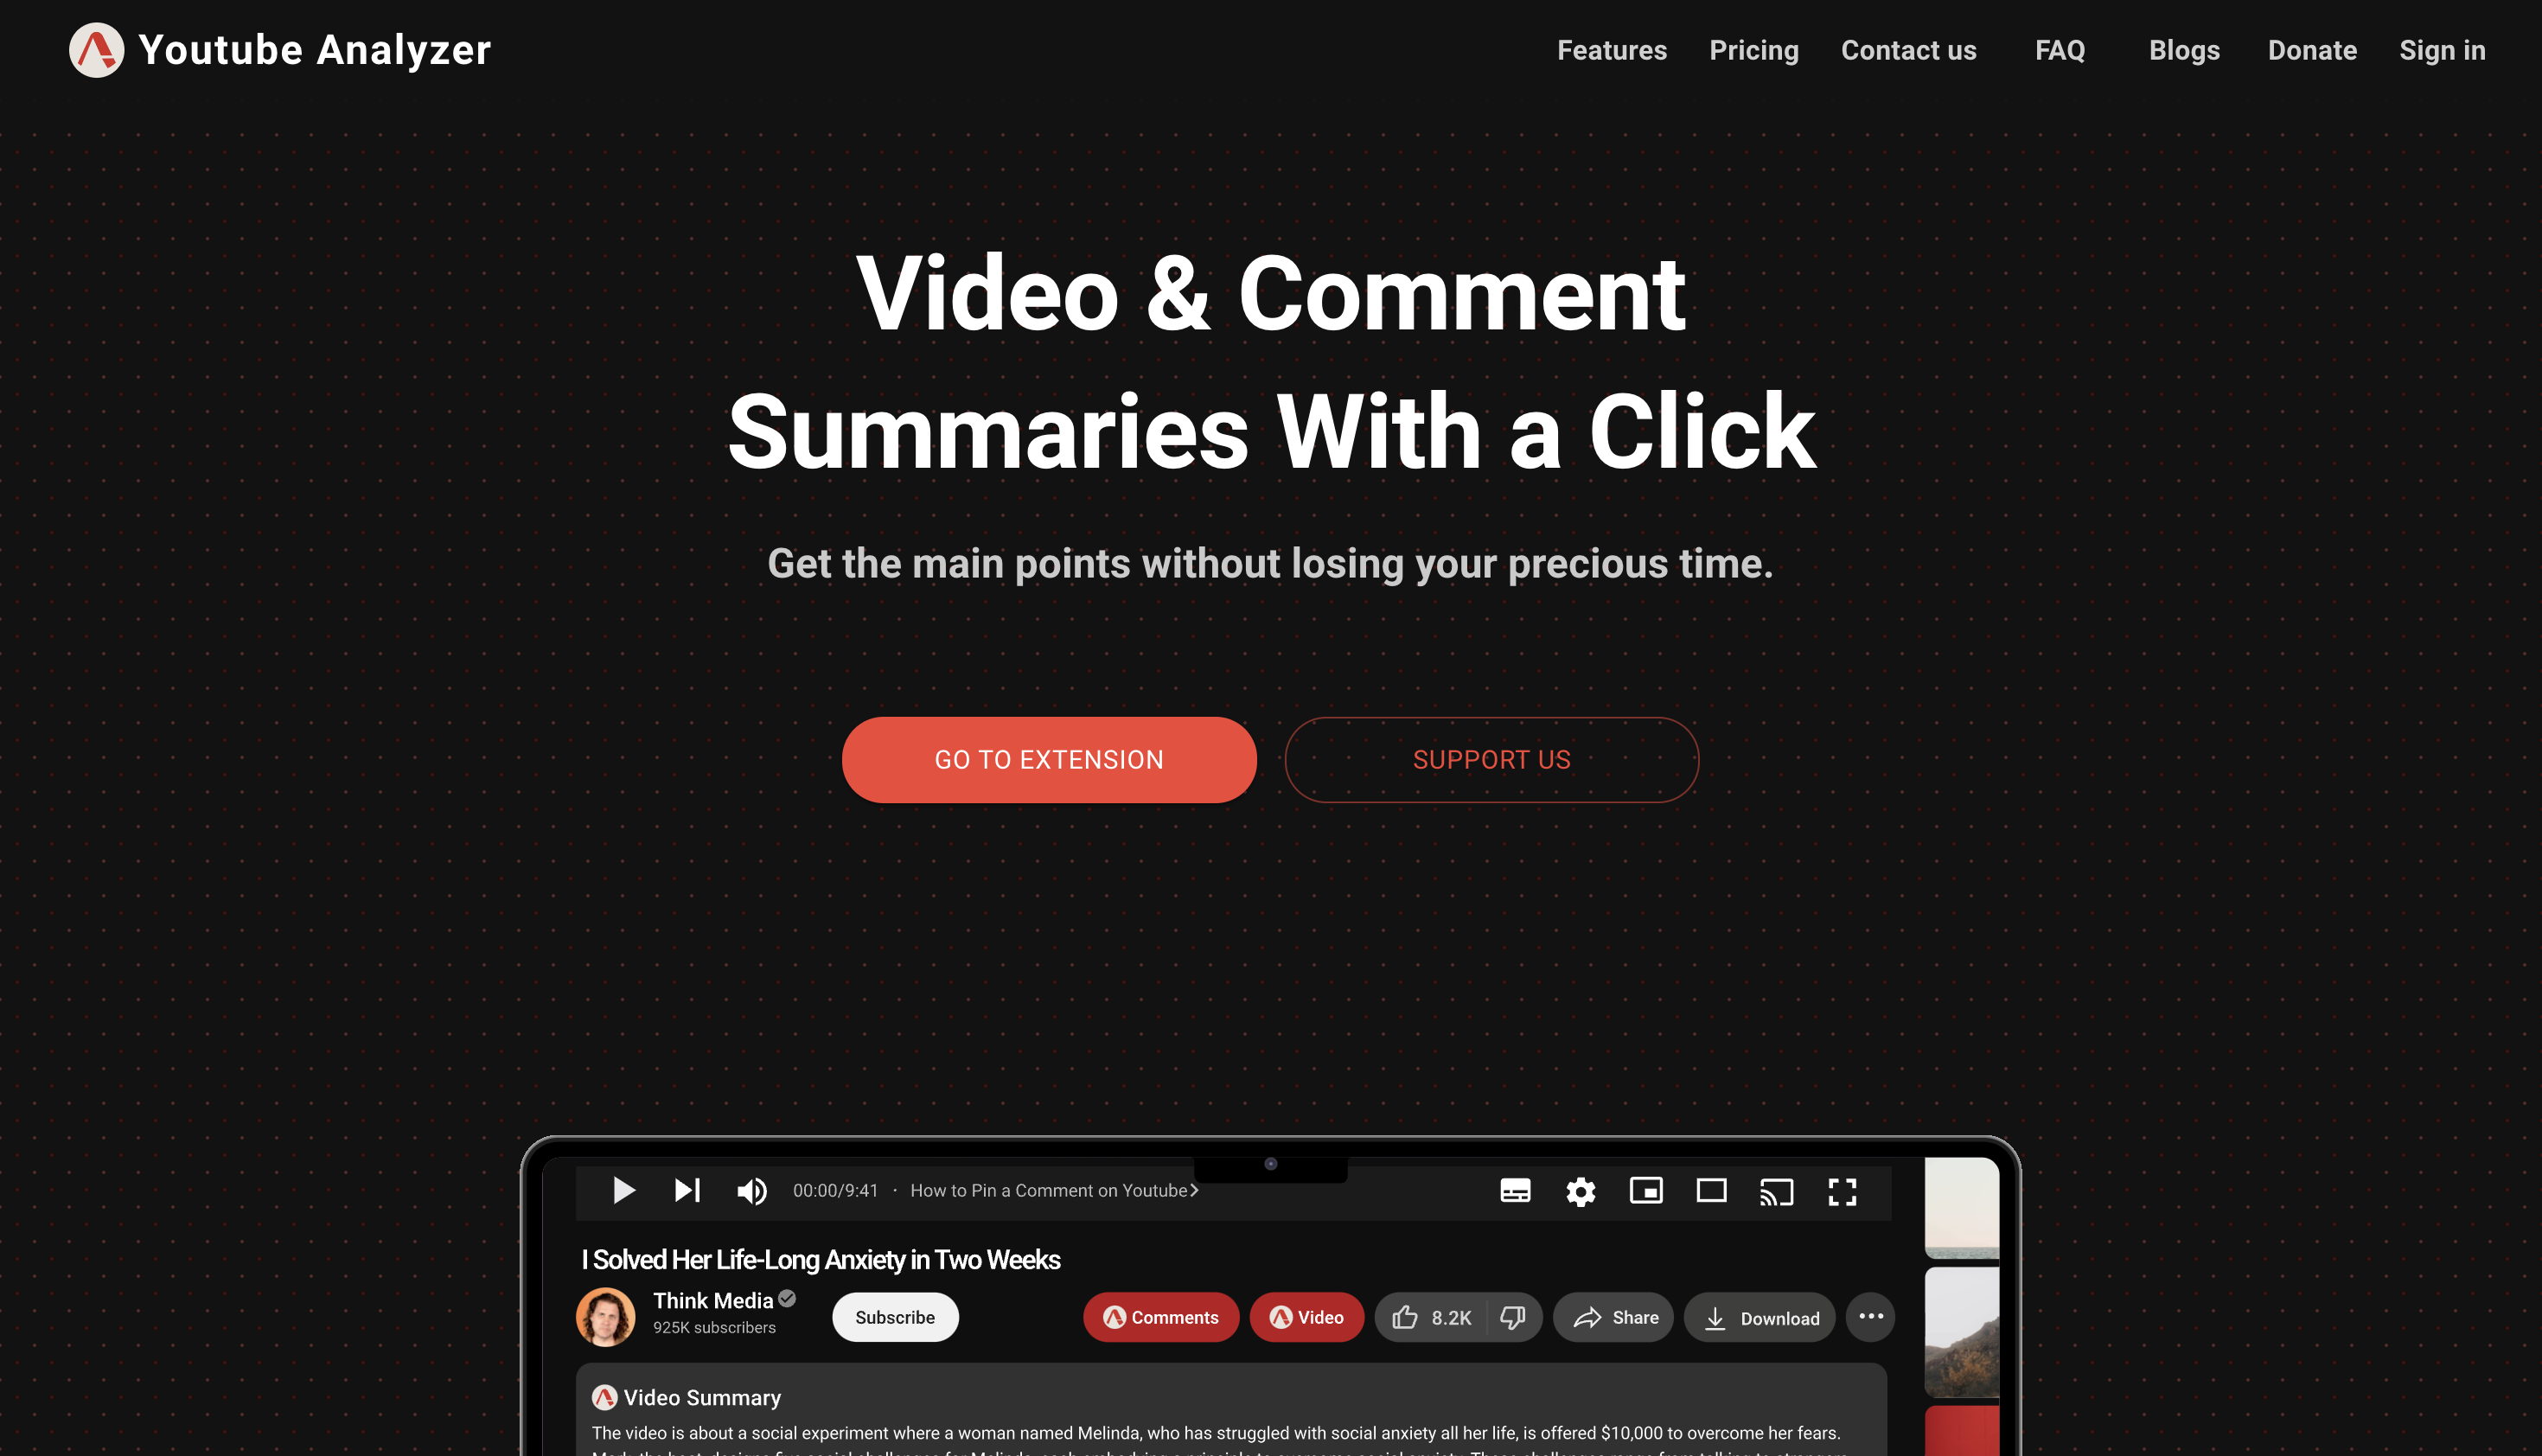 Youtube Analyzer
Features Pricing Contact us FAQ Blogs Donate Sign in
Video & Comment
Summaries With a Click
Get the main points without losing your precious time.
GO TO EXTENSION
SUPPORT US
00:00/9:41 · How to Pin a Comment on Youtube
I Solved Her Life-Long Anxiety in Two Weeks
Think Media
925K subscribers
Subscribe
Comments
Video
8.2K
Share
Download
Video Summary
The video is about a social experiment where a woman named Melinda, who has struggled with social anxiety all her life, is offered $10,000 to overcome her fears.